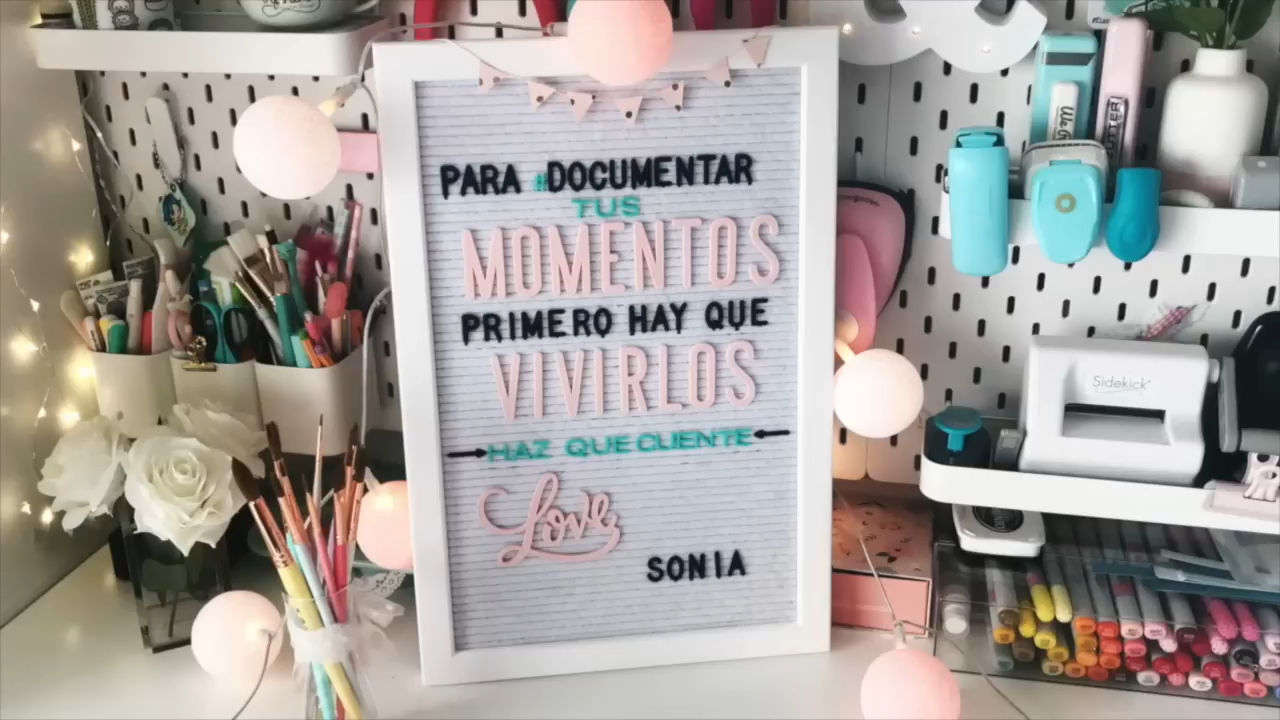 PARA #DOCUMENTAR
TUS
MOMENTOS
PRIMERO HAY QUE
VIVIRLOS
HAZ QUE CUENTE
Love
SONIA
Sidekick